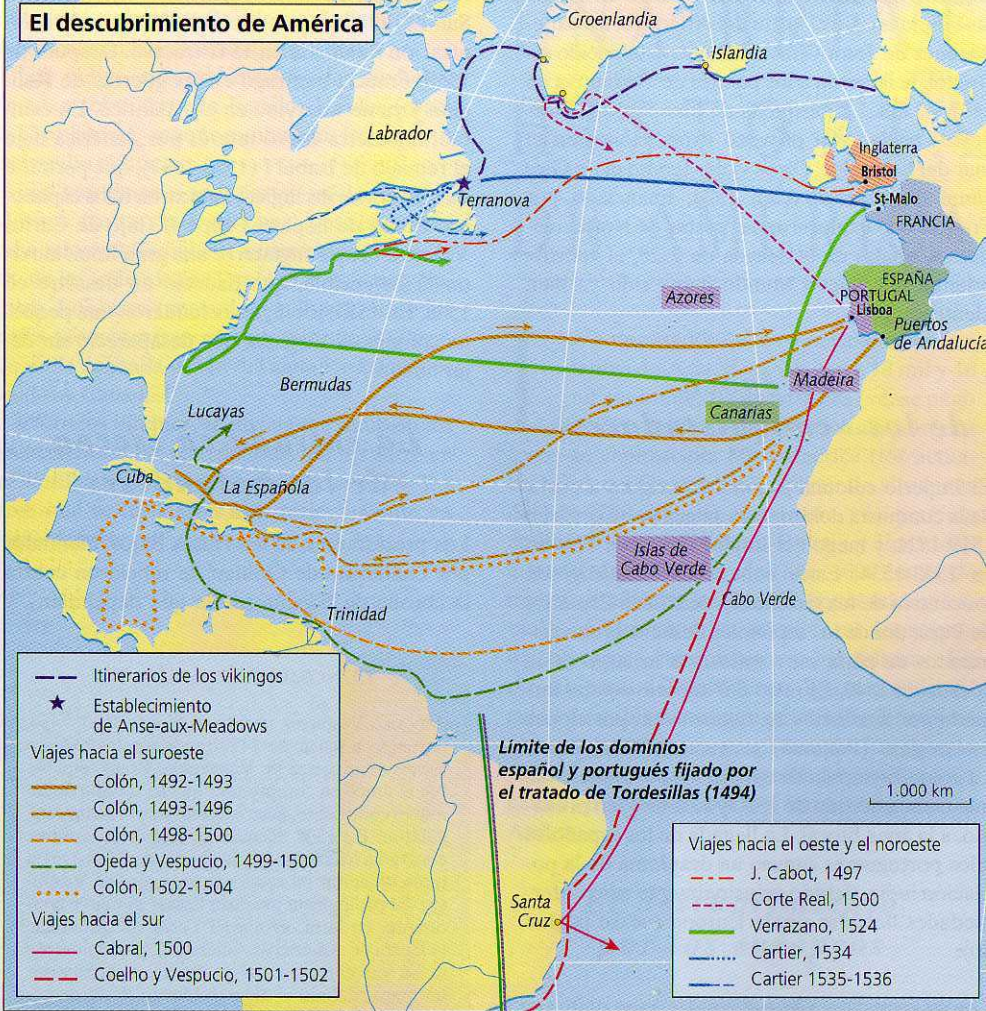 El descubrimiento de América
Groenlandia
Islandia
Labrador
Inglaterra
Bristol
St-Malo
Terranova
FRANCIA
ESPAÑA
Azores
PORTUGAL
Lisboa
Puertos
de Andalucía
Bermudas
Madeira
Lucayas
Canarias
Cuba
La Española
Islas de
Cabo Verde
Cabo Verde
Trinidad
Itinerarios de los vikingos
Establecimiento
de Anse-aux-Meadows
Viajes hacia el suroeste
Colón, 1492-1493
Colón, 1493-1496
Colón, 1498-1500
Ojeda y Vespucio, 1499-1500
Colón, 1502-1504
Viajes hacia el sur
Cabral, 1500
Coelho y Vespucio, 1501-1502
Límite de los dominios
español y portugués fijado por
el tratado de Tordesillas (1494)
1.000 km
Santa
Cruz
Viajes hacia el oeste y el noroeste
J. Cabot, 1497
Corte Real, 1500
Verrazano, 1524
Cartier, 1534
Cartier 1535-1536